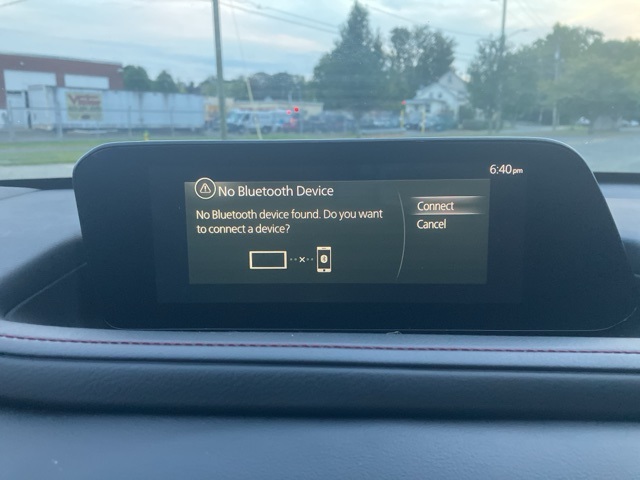 6:40pm
No Bluetooth Device
No Bluetooth device found. Do you want
to connect a device?
Connect
Cancel